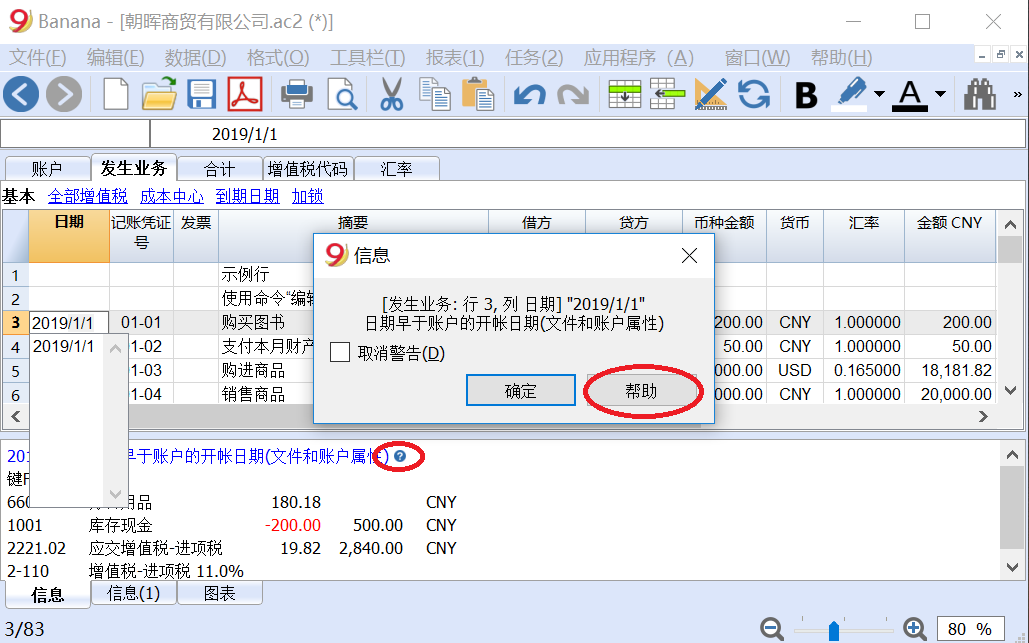 Banana - [朝晖商贸有限公司.ac2 (*)]
文件(F) 编辑(E) 数据(D) 格式(O) 工具栏(T) 报表(1) 任务(2) 应用程序 (A) 窗口(W) 帮助(H)
B A »
2019/1/1
账户 发生业务 合计 增值税代码 汇率
基本 全部增值税 成本中心 到期日期 加锁
日期 记账凭证号 发票 摘要 借方 贷方 币种金额 货币 汇率 金额 CNY
1 示例行
2 使用命令“编辑
3 2019/1/1 01-01 购买图书 200.00 CNY 1.000000 200.00
4 2019/1/1 1-02 支付本月财产 50.00 CNY 1.000000 50.00
5 1-03 购进商品 000.00 USD 0.165000 18,181.82
6 1-04 销售商品 000.00 CNY 1.000000 20,000.00
信息
[发生业务: 行 3, 列 日期] "2019/1/1"
日期早于账户的开帐日期(文件和账户属性)
取消警告(D)
确定 帮助
201 早于账户的开帐日期(文件和账户属性)
键F
660 用品 180.18 CNY
1001 库存现金 -200.00 500.00 CNY
2221.02 应交增值税-进项税 19.82 2,840.00 CNY
2-110 增值税-进项税 11.0%
信息 信息(1) 图表
3/83 80 %